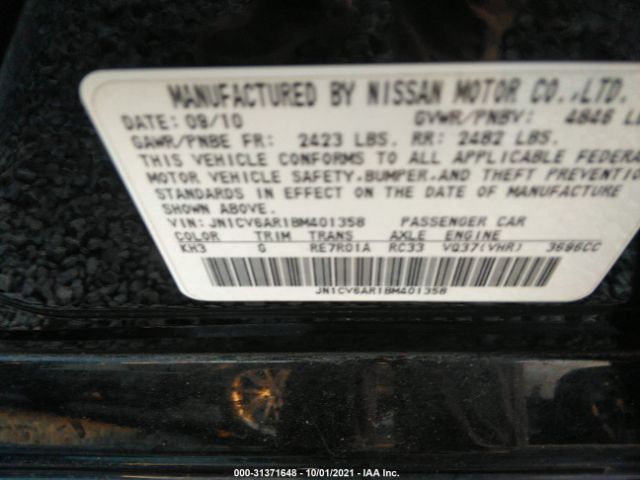 MANUFACTURED BY NISSAN MOTOR CO.,LTD.
DATE: 09/10 GVWR/PNBV: 4846 L
GAWR/PNBE FR: 2423 LBS. RR: 2482 LBS.
THIS VEHICLE CONFORMS TO ALL APPLICABLE FEDERA
MOTOR VEHICLE SAFETY,BUMPER,AND THEFT PREVENTION
STANDARDS IN EFFECT ON THE DATE OF MANUFACTURE
SHOWN ABOVE.
VIN: JN1CV6AR1BM401358 PASSENGER CAR
COLOR TRIM TRANS AXLE ENGINE
KH3 G RE7R01A RC33 VQ37(VHR) 3696CC
JN1CV6AR1BM401358
000-31371648 - 10/01/2021 - IAA Inc.